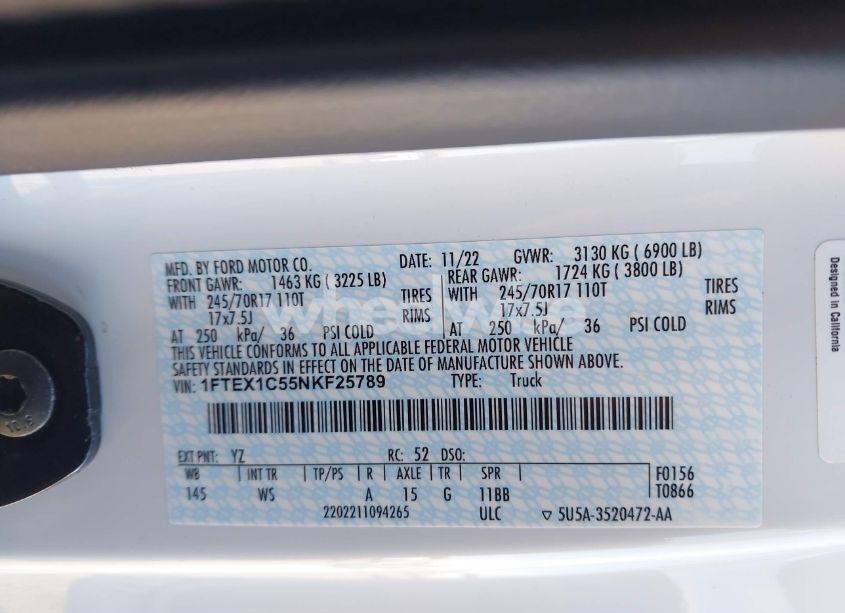 MFD. BY FORD MOTOR CO. DATE: 11/22 GVWR: 3130 KG ( 6900 LB)
FRONT GAWR: 1463 KG ( 3225 LB) REAR GAWR: 1724 KG ( 3800 LB)
WITH 245/70R17 110T TIRES WITH 245/70R17 110T TIRES
17x7.5J RIMS 17x7.5J RIMS
AT 250 kPa/ 36 PSI COLD AT 250 kPa/ 36 PSI COLD
THIS VEHICLE CONFORMS TO ALL APPLICABLE FEDERAL MOTOR VEHICLE
SAFETY STANDARDS IN EFFECT ON THE DATE OF MANUFACTURE SHOWN ABOVE.
VIN: 1FTEX1C55NKF25789 TYPE: Truck
EXT PNT: YZ RC: 52 DSO:
WB INT TR TP/PS R AXLE TR SPR F0156
145 WS A 15 G 11BB T0866
2202211094265 ULC ▽ 5U5A-3520472-AA
Designed in California